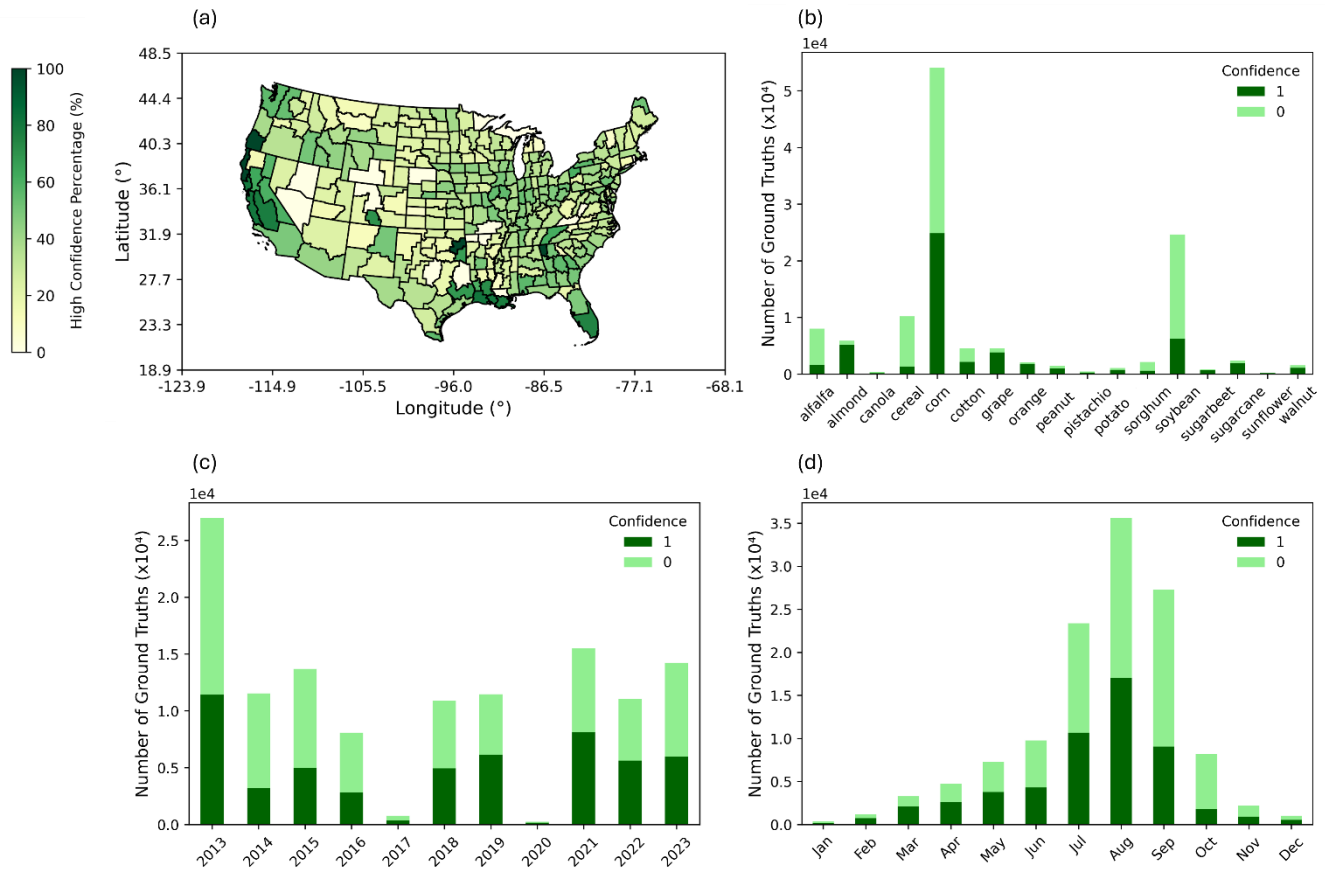 (a)
High Confidence Percentage (%)
100
80
60
40
20
0
Latitude (°)
48.5
44.4
40.3
36.1
31.9
27.7
23.3
18.9
-123.9 -114.9 -105.5 -96.0 -86.5 -77.1 -68.1
Longitude (°)
(b)
1e4
Number of Ground Truths (x10⁴)
5
4
3
2
1
0
Confidence
1
0
alfalfa almond canola cereal corn cotton grape orange peanut pistachio potato sorghum soybean sugarbeet sugarcane sunflower walnut
(c)
1e4
Number of Ground Truths (x10⁴)
2.5
2.0
1.5
1.0
0.5
0.0
Confidence
1
0
2013 2014 2015 2016 2017 2018 2019 2020 2021 2022 2023
(d)
1e4
Number of Ground Truths (x10⁴)
3.5
3.0
2.5
2.0
1.5
1.0
0.5
0.0
Confidence
1
0
Jan Feb Mar Apr May Jun Jul Aug Sep Oct Nov Dec